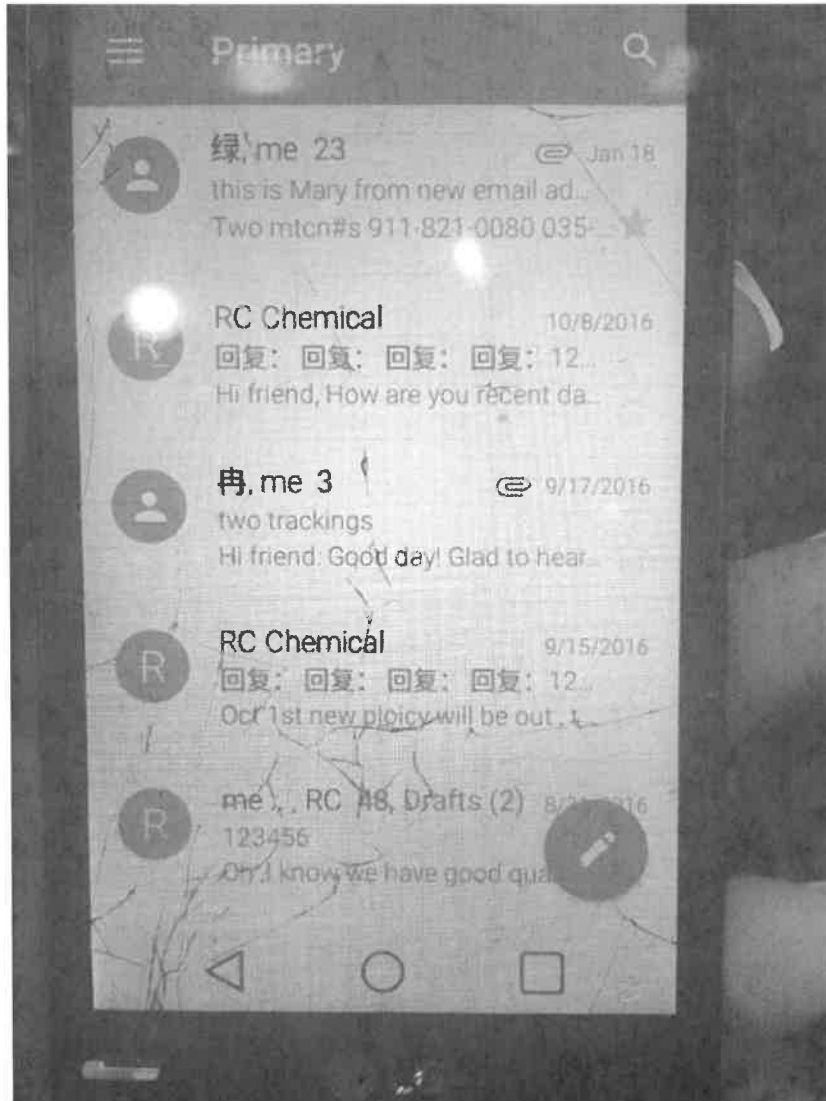 Primary
绿, me 23
Jan 18
this is Mary from new email ad...
Two mtcn#s 911-821-0080 035-...
R
RC Chemical
10/8/2016
回复: 回复: 回复: 回复: 12...
Hi friend, How are you recent da...
冉, me 3
9/17/2016
two trackings
Hi friend: Good day! Glad to hear...
R
RC Chemical
9/15/2016
回复: 回复: 回复: 回复: 12...
Oct 1st new ploicy will be out
R
me .. RC 48, Drafts (2)
123456
Oh. I know we have good